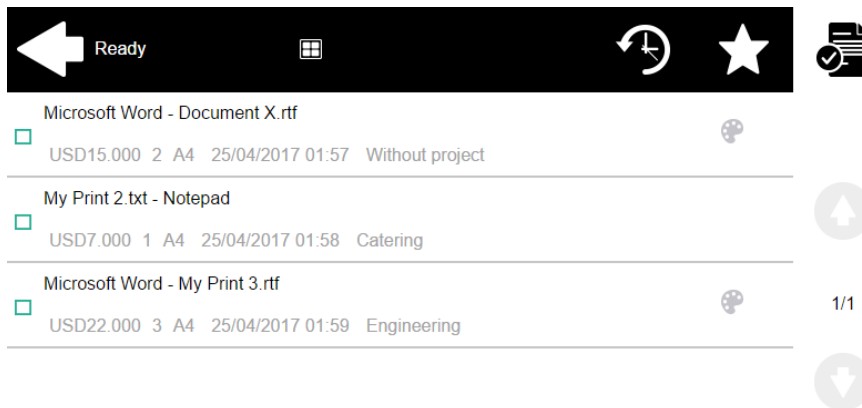 Ready
Microsoft Word - Document X.rtf
USD15.000 2 A4 25/04/2017 01:57 Without project
My Print 2.txt - Notepad
USD7.000 1 A4 25/04/2017 01:58 Catering
Microsoft Word - My Print 3.rtf
USD22.000 3 A4 25/04/2017 01:59 Engineering
1/1